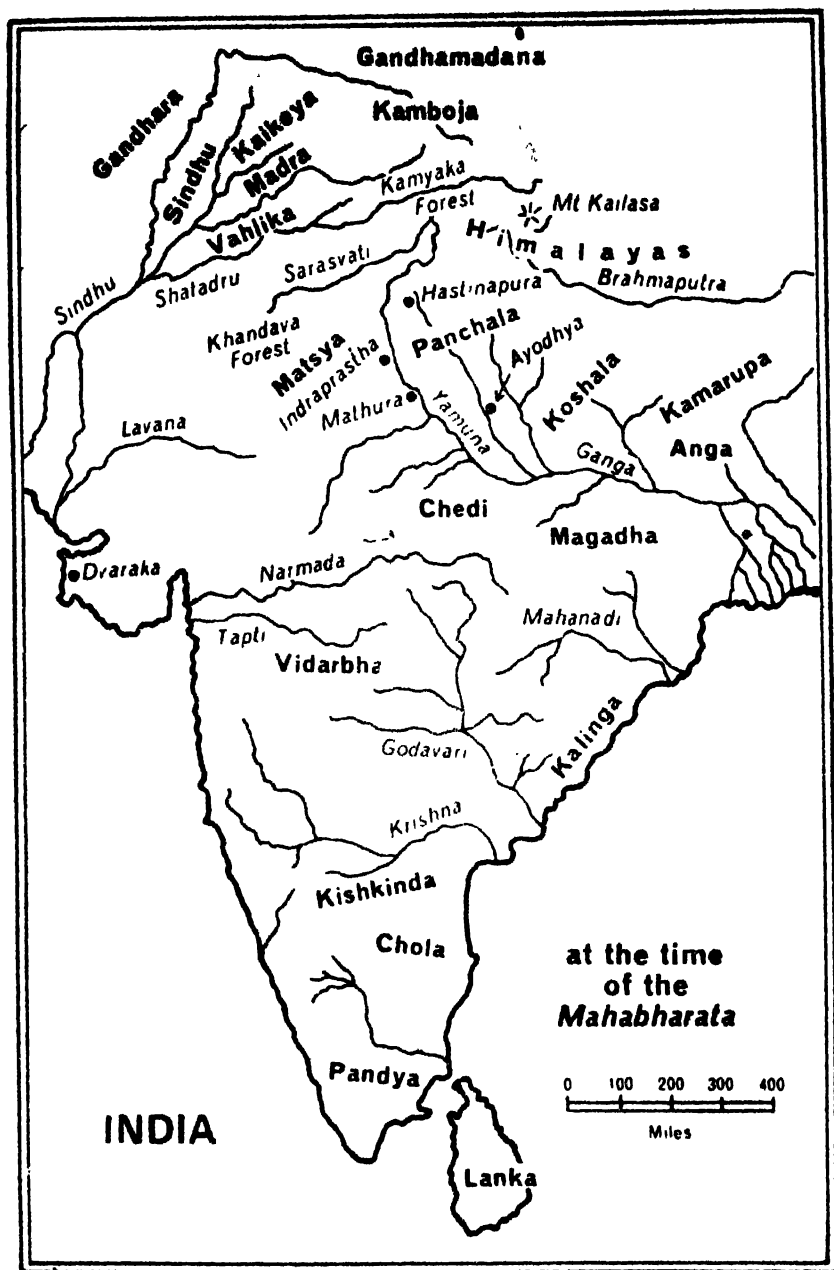 Gandhamadana
Gandhara
Kamboja
Kaikeya
Sindhu
Madra
Kamyaka
Forest
Vahlika
Mt Kailasa
Himalayas
Sindhu
Shatadru
Sarasvati
Brahmaputra
Hastinapura
Khandava
Forest
Matsya
Panchala
Indraprastha
Ayodhya
Mathura
Yamuna
Koshala
Kamarupa
Lavana
Ganga
Anga
Chedi
Magadha
Dvaraka
Narmada
Tapti
Mahanadi
Vidarbha
Godavari
Kalinga
Krishna
Kishkinda
Chola
at the time
of the
Mahabharata
Pandya
0 100 200 300 400
Miles
INDIA
Lanka